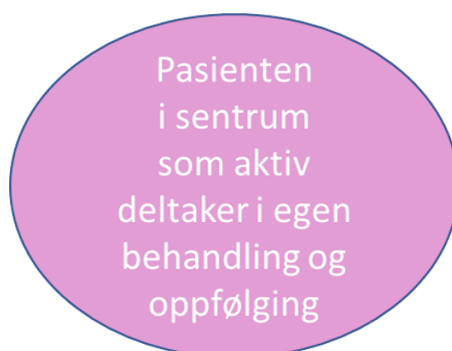 Pasienten
i sentrum
som aktiv
deltaker i egen
behandling og
oppfølging